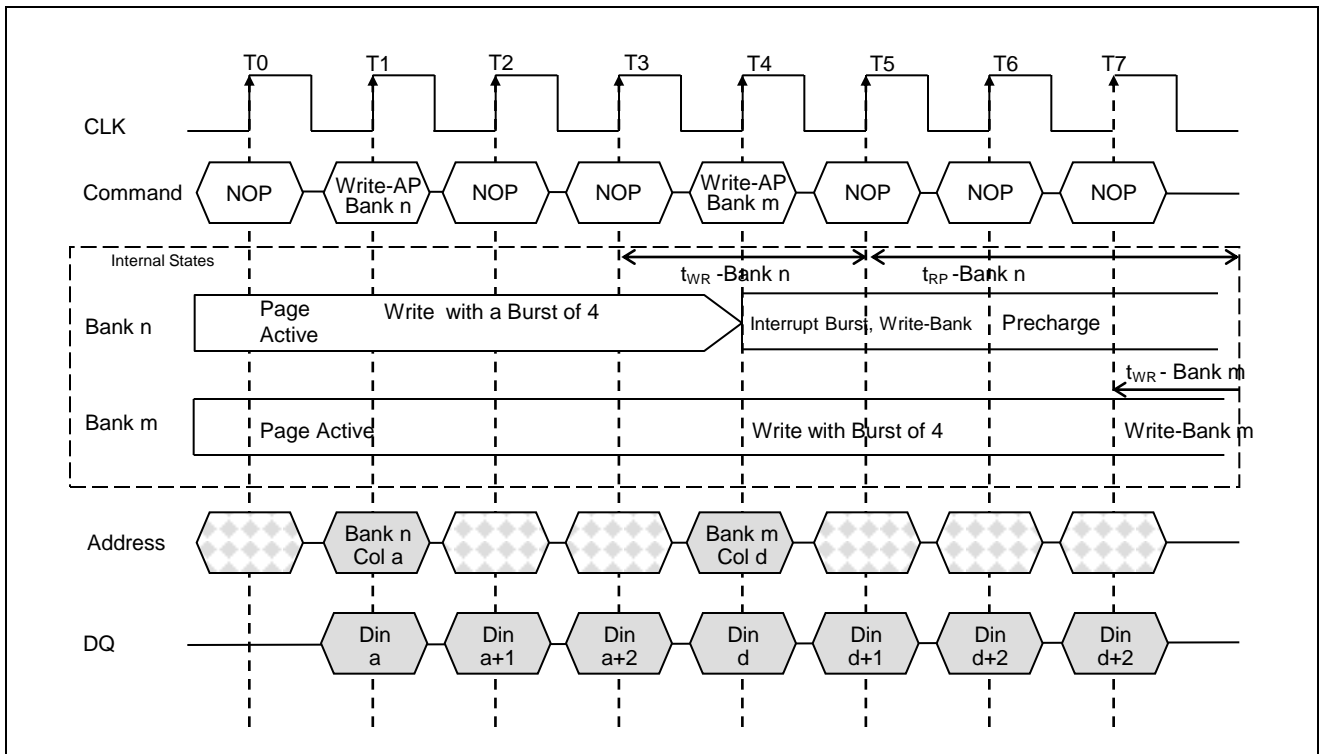 T0 T1 T2 T3 T4 T5 T6 T7
CLK
Command NOP Write-AP Bank n NOP NOP Write-AP Bank m NOP NOP NOP
Internal States
tWR -Bank n tRP -Bank n
Bank n Page Active Write with a Burst of 4 Interrupt Burst, Write-Bank Precharge
tWR - Bank m
Bank m Page Active Write with Burst of 4 Write-Bank m
Address Bank n Col a Bank m Col d
DQ Din a Din a+1 Din a+2 Din d Din d+1 Din d+2 Din d+2